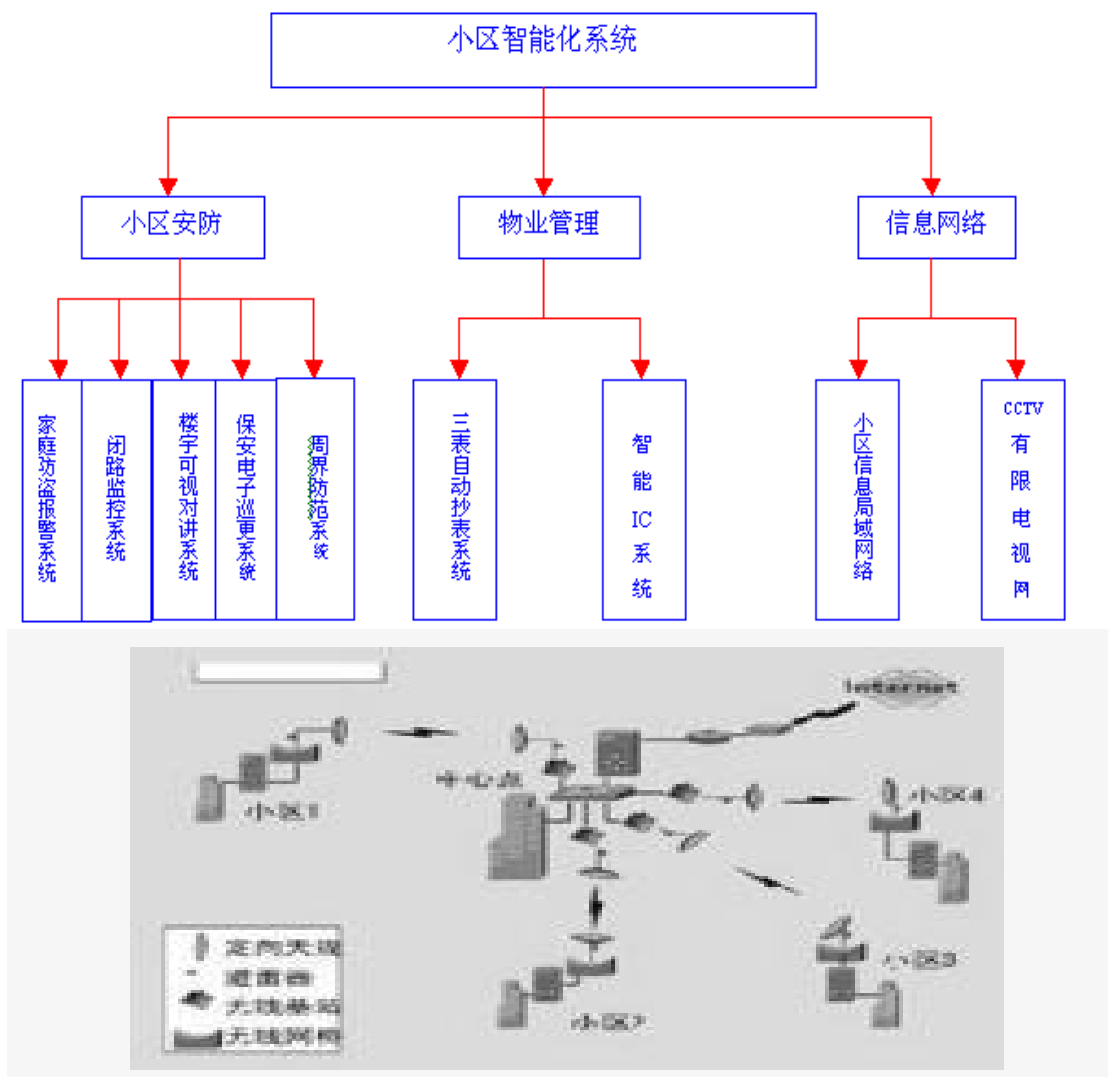 小区智能化系统
小区安防
物业管理
信息网络
家庭防盗报警系统
闭路监控系统
楼宇可视对讲系统
保安电子巡更系统
周界防范系统
三表自动抄表系统
智能IC系统
小区信息局域网络
CCTV有限电视网
Internet
中心点
小区1
小区4
小区3
小区2
定向天线
避雷器
无线基站
无线网桥